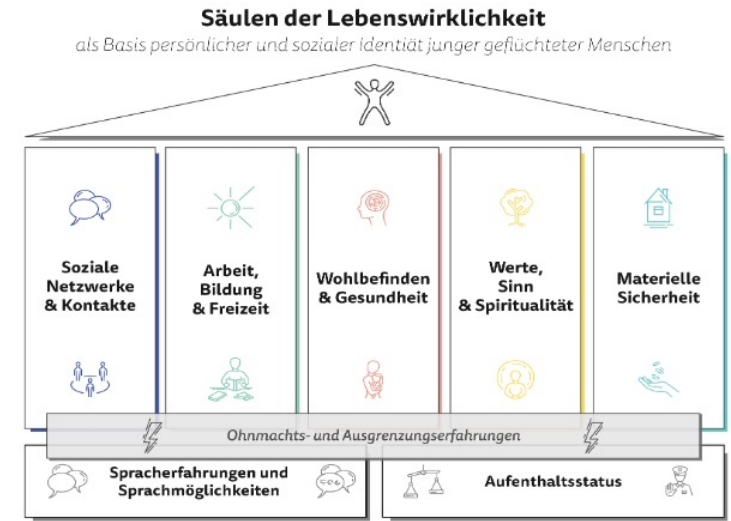 Säulen der Lebenswirklichkeit
als Basis persönlicher und sozialer Identiät junger geflüchteter Menschen
Soziale
Netzwerke
& Kontakte
Arbeit,
Bildung
& Freizeit
Wohlbefinden
& Gesundheit
Werte,
Sinn
& Spiritualität
Materielle
Sicherheit
Ohnmachts- und Ausgrenzungserfahrungen
Spracherfahrungen und
Sprachmöglichkeiten
Aufenthaltsstatus